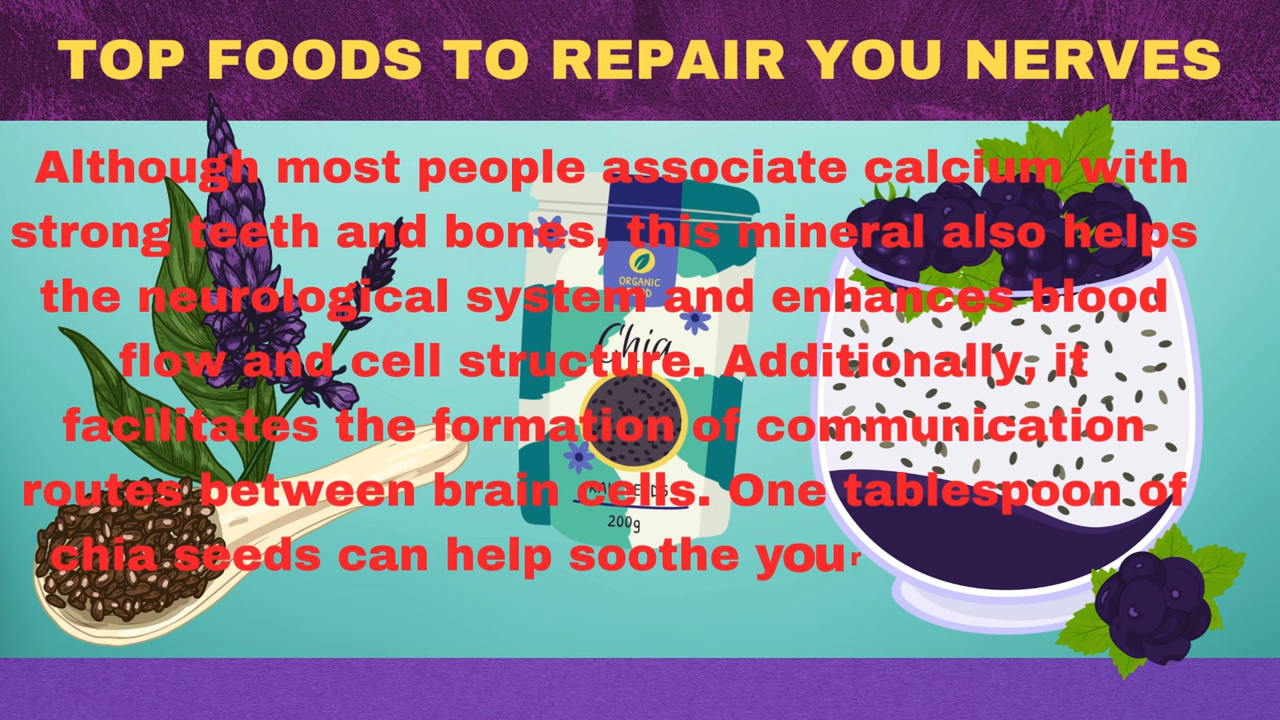 TOP FOODS TO REPAIR YOU NERVES
Although most people associate calcium with
strong teeth and bones, this mineral also helps
the neurological system and enhances blood
flow and cell structure. Additionally, it
facilitates the formation of communication
routes between brain cells. One tablespoon of
chia seeds can help soothe your
ORGANIC
Chia
200g